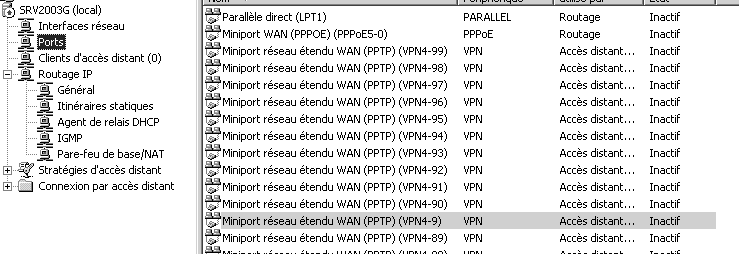 SRV2003G (local)
Interfaces réseau
Ports
Clients d'accès distant (0)
Routage IP
Général
Itinéraires statiques
Agent de relais DHCP
IGMP
Pare-feu de base/NAT
Stratégies d'accès distant
Connexion par accès distant
Parallèle direct (LPT1) PARALLEL Routage Inactif
Miniport WAN (PPPOE) (PPPoE5-0) PPPoE Routage Inactif
Miniport réseau étendu WAN (PPTP) (VPN4-99) VPN Accès distant... Inactif
Miniport réseau étendu WAN (PPTP) (VPN4-98) VPN Accès distant... Inactif
Miniport réseau étendu WAN (PPTP) (VPN4-97) VPN Accès distant... Inactif
Miniport réseau étendu WAN (PPTP) (VPN4-96) VPN Accès distant... Inactif
Miniport réseau étendu WAN (PPTP) (VPN4-95) VPN Accès distant... Inactif
Miniport réseau étendu WAN (PPTP) (VPN4-94) VPN Accès distant... Inactif
Miniport réseau étendu WAN (PPTP) (VPN4-93) VPN Accès distant... Inactif
Miniport réseau étendu WAN (PPTP) (VPN4-92) VPN Accès distant... Inactif
Miniport réseau étendu WAN (PPTP) (VPN4-91) VPN Accès distant... Inactif
Miniport réseau étendu WAN (PPTP) (VPN4-90) VPN Accès distant... Inactif
Miniport réseau étendu WAN (PPTP) (VPN4-9) VPN Accès distant... Inactif
Miniport réseau étendu WAN (PPTP) (VPN4-89) VPN Accès distant... Inactif